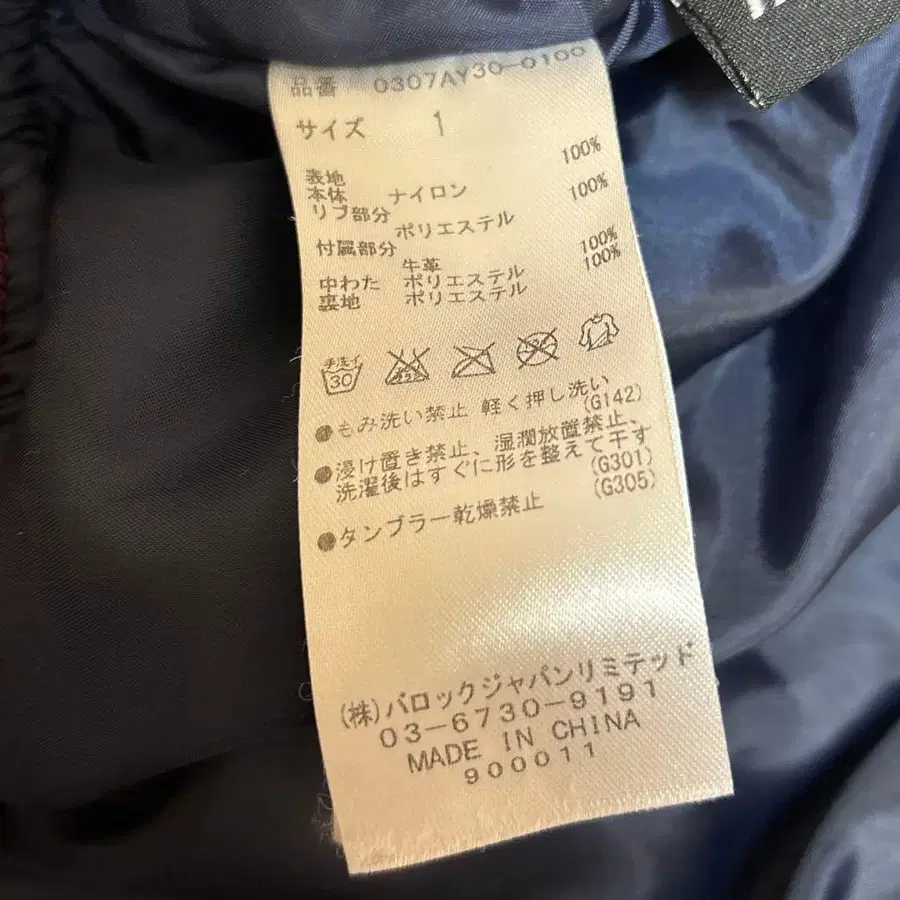 品番 0307AY30-0100
サイズ 1
表地
本体 ナイロン 100%
リブ部分
ポリエステル 100%
付属部分
牛革
中わた ポリエステル 100%
裏地 ポリエステル 100%
手洗イ
30
●もみ洗い禁止 軽く押し洗い
(G142)
●浸け置き禁止、湿潤放置禁止、
洗濯後はすぐに形を整えて干す
(G301)
●タンブラー乾燥禁止 (G305)
(株)バロックジャパンリミテッド
03-6730-9191
MADE IN CHINA
900011